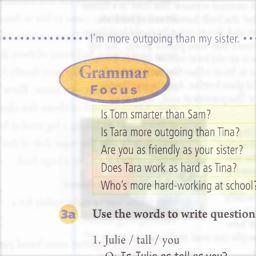 I'm more outgoing than my sister.
Grammar
Focus
Is Tom smarter than Sam?
Is Tara more outgoing than Tina?
Are you as friendly as your sister?
Does Tara work as hard as Tina?
Who's more hard-working at school?
3a Use the words to write question
1. Julie / tall / you
Q: Is Julie as tall as you?